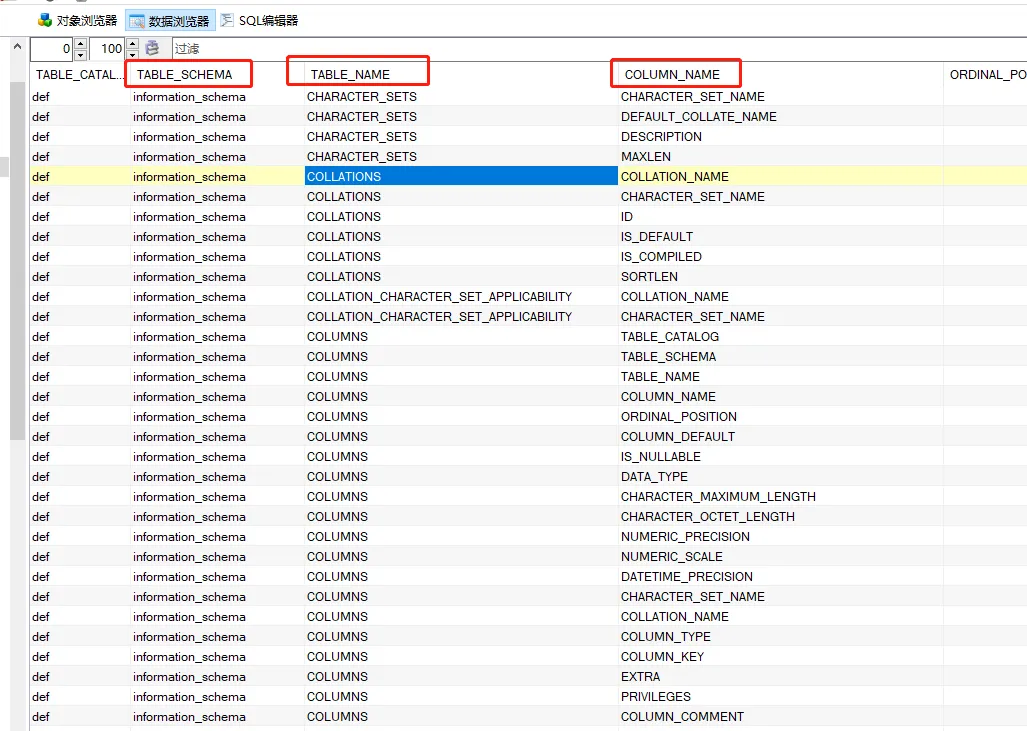 对象浏览器 数据浏览器 SQL编辑器
0 100 过滤
TABLE_CATAL... TABLE_SCHEMA TABLE_NAME COLUMN_NAME ORDINAL_PO
def information_schema CHARACTER_SETS CHARACTER_SET_NAME
def information_schema CHARACTER_SETS DEFAULT_COLLATE_NAME
def information_schema CHARACTER_SETS DESCRIPTION
def information_schema CHARACTER_SETS MAXLEN
def information_schema COLLATIONS COLLATION_NAME
def information_schema COLLATIONS CHARACTER_SET_NAME
def information_schema COLLATIONS ID
def information_schema COLLATIONS IS_DEFAULT
def information_schema COLLATIONS IS_COMPILED
def information_schema COLLATIONS SORTLEN
def information_schema COLLATION_CHARACTER_SET_APPLICABILITY COLLATION_NAME
def information_schema COLLATION_CHARACTER_SET_APPLICABILITY CHARACTER_SET_NAME
def information_schema COLUMNS TABLE_CATALOG
def information_schema COLUMNS TABLE_SCHEMA
def information_schema COLUMNS TABLE_NAME
def information_schema COLUMNS COLUMN_NAME
def information_schema COLUMNS ORDINAL_POSITION
def information_schema COLUMNS COLUMN_DEFAULT
def information_schema COLUMNS IS_NULLABLE
def information_schema COLUMNS DATA_TYPE
def information_schema COLUMNS CHARACTER_MAXIMUM_LENGTH
def information_schema COLUMNS CHARACTER_OCTET_LENGTH
def information_schema COLUMNS NUMERIC_PRECISION
def information_schema COLUMNS NUMERIC_SCALE
def information_schema COLUMNS DATETIME_PRECISION
def information_schema COLUMNS CHARACTER_SET_NAME
def information_schema COLUMNS COLLATION_NAME
def information_schema COLUMNS COLUMN_TYPE
def information_schema COLUMNS COLUMN_KEY
def information_schema COLUMNS EXTRA
def information_schema COLUMNS PRIVILEGES
def information_schema COLUMNS COLUMN_COMMENT